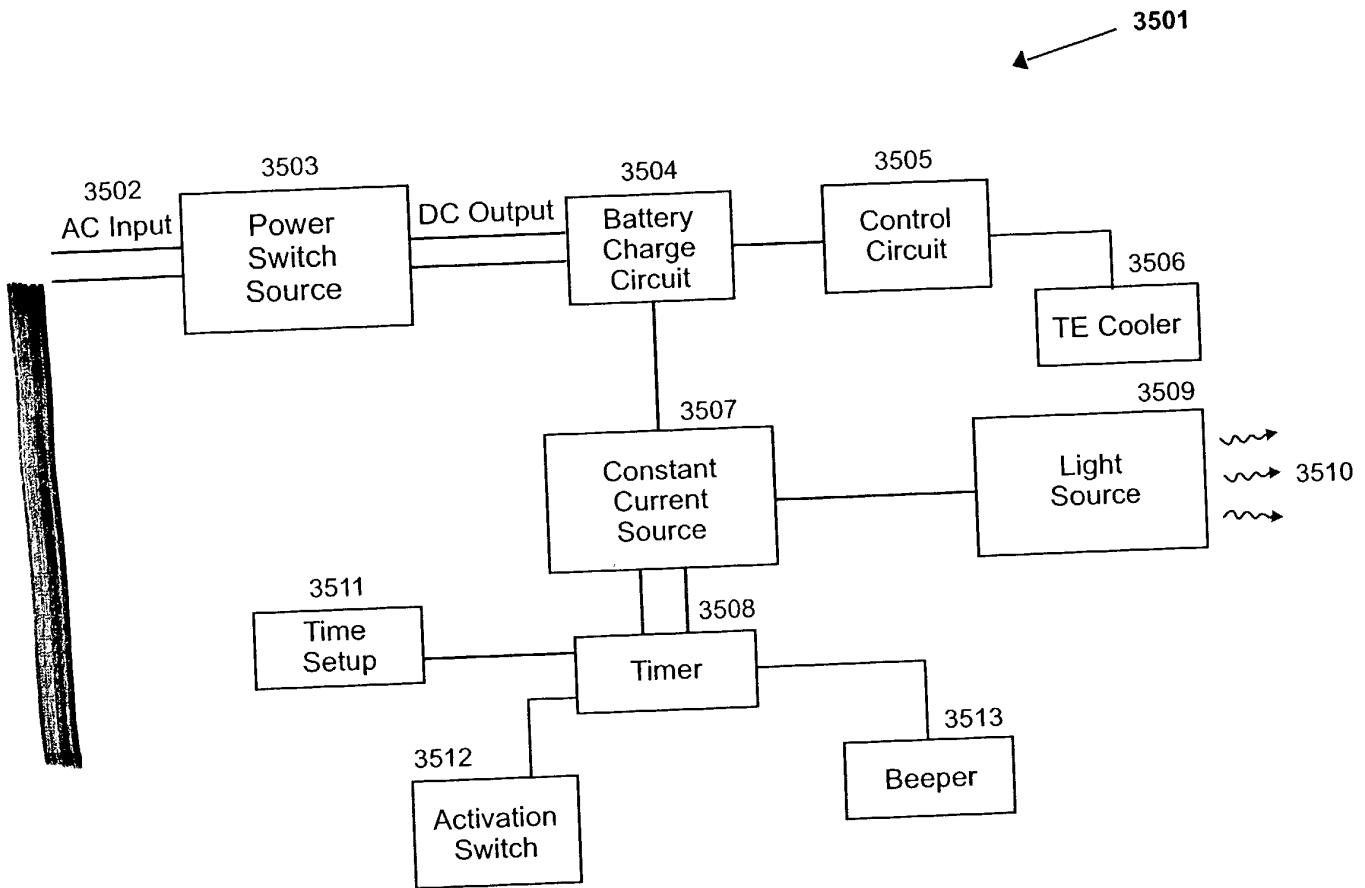 3501
3502
AC Input
3503
Power
Switch
Source
DC Output
3504
Battery
Charge
Circuit
3505
Control
Circuit
3506
TE Cooler
3507
Constant
Current
Source
3509
Light
Source
3510
3511
Time
Setup
3508
Timer
3512
Activation
Switch
3513
Beeper